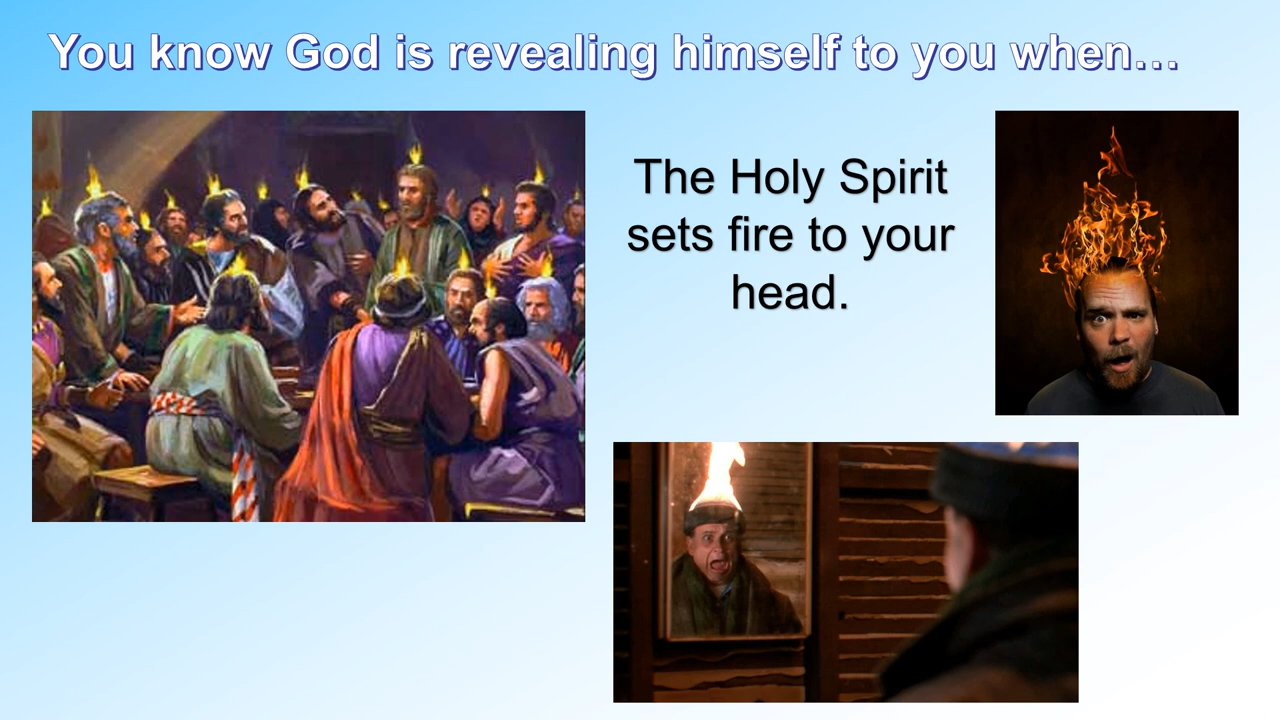 You know God is revealing himself to you when…
The Holy Spirit
sets fire to your
head.